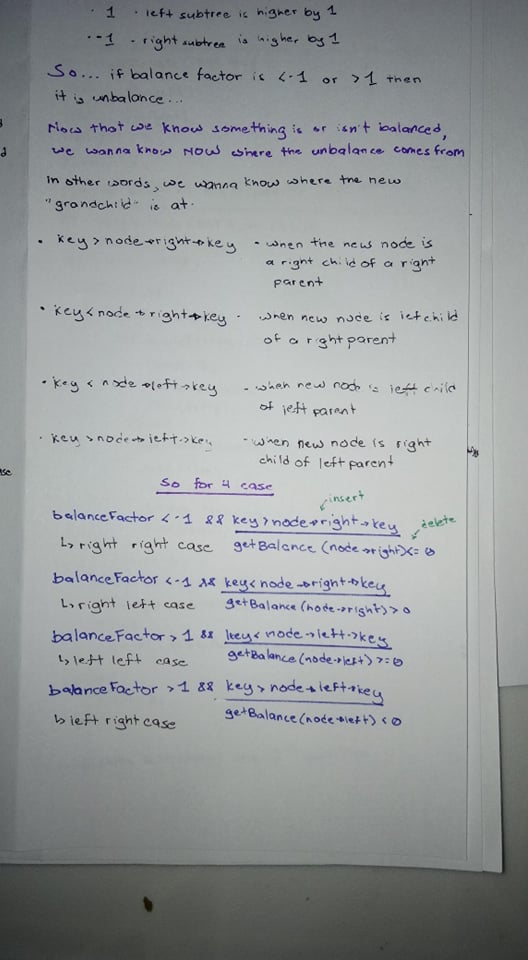 · 1 · left subtree is higher by 1
· -1 - right subtree is higher by 1
So... if balance factor is <-1 or >1 then
it is unbalance...
Now that we know something is or isn't balanced,
we wanna know NOW where the unbalance comes from
In other words, we wanna know where the new
"grandchild" is at.
• key > node→right→key - when the new node is
a right child of a right
parent
• key < node→right→key - when new node is left child
of a right parent
• key < node→left→key - when new node is left child
of left parent
• key > node→left→key - when new node is right
child of left parent
So for 4 case
insert
balanceFactor <-1 && key > node→right→key
delete
↳ right right case getBalance (node→right) <= 0
balanceFactor <-1 && key < node→right→key
↳ right left case getBalance (node→right) > 0
balanceFactor > 1 && key < node→left→key
↳ left left case getBalance (node→left) >= 0
balanceFactor > 1 && key > node→left→key
↳ left right case getBalance (node→left) < 0